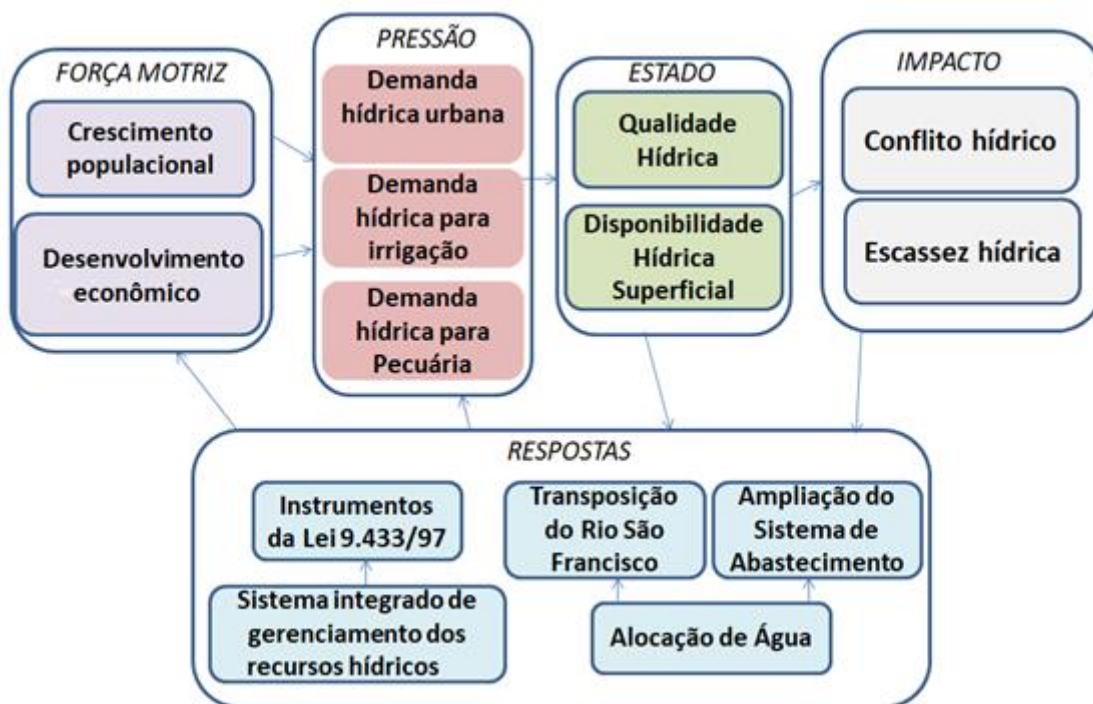 FORÇA MOTRIZ
Crescimento
populacional
Desenvolvimento
econômico
PRESSÃO
Demanda
hídrica urbana
Demanda
hídrica para
irrigação
Demanda
hídrica para
Pecuária
ESTADO
Qualidade
Hídrica
Disponibilidade
Hídrica
Superficial
IMPACTO
Conflito hídrico
Escassez hídrica
RESPOSTAS
Instrumentos
da Lei 9.433/97
Sistema integrado de
gerenciamento dos
recursos hídricos
Transposição
do Rio São
Francisco
Ampliação do
Sistema de
Abastecimento
Alocação de Água